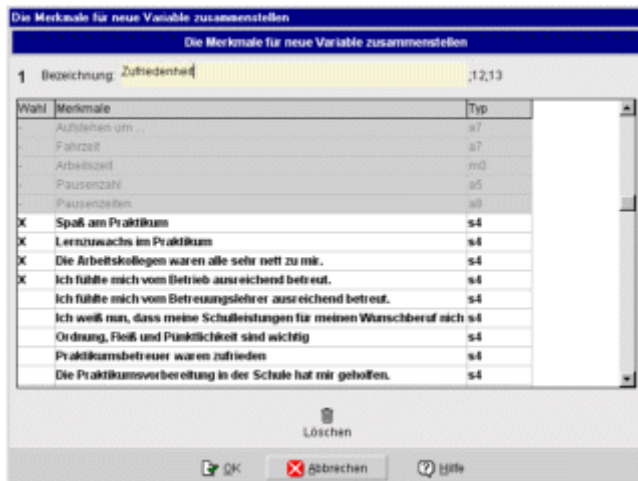 Die Merkmale für neue Variable zusammenstellen
Die Merkmale für neue Variable zusammenstellen
1 Bezeichnung: Zufriedenheit ;12;13
Wahl Merkmale Typ
- Aufstehen um ... a7
- Fahrzeit a7
- Arbeitszeit m0
- Pausenzahl a5
- Pausenzeiten
X Spaß am Praktikum s4
X Lernzuwachs im Praktikum s4
X Die Arbeitskollegen waren alle sehr nett zu mir. s4
X Ich fühlte mich vom Betrieb ausreichend betreut. s4
Ich fühlte mich vom Betreuungslehrer ausreichend betreut. s4
Ich weiß nun, dass meine Schulleistungen für meinen Wunschberuf nich s4
Ordnung, Fleiß und Pünktlichkeit sind wichtig s4
Praktikumsbetreuer waren zufrieden s4
Die Praktikumsvorbereitung in der Schule hat mir geholfen. s4
Löschen
OK Abbrechen Hilfe